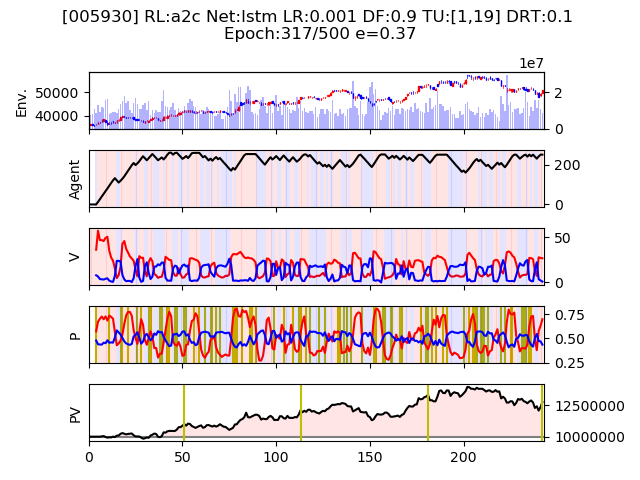 [005930] RL:a2c Net:lstm LR:0.001 DF:0.9 TU:[1,19] DRT:0.1
Epoch:317/500 e=0.37
1e7
Env.
50000
40000
2
0
Agent
200
0
V
50
0
P
0.75
0.50
0.25
PV
12500000
10000000
0 50 100 150 200